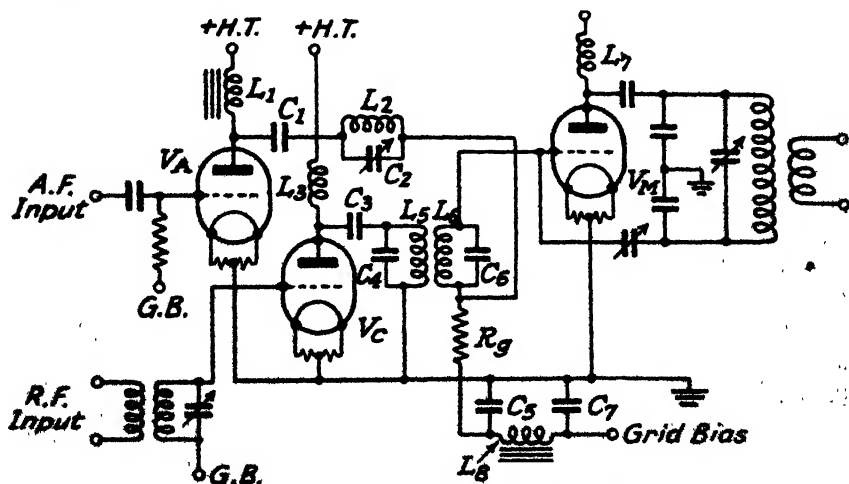 +H.T.
+H.T.
L1
C1
L2
C2
L7
VA
A.F.
Input
L3
C3
L5
L6
VM
C4
C6
G.B.
VC
Rg
R.F.
Input
C5
C7
L8
Grid Bias
G.B.